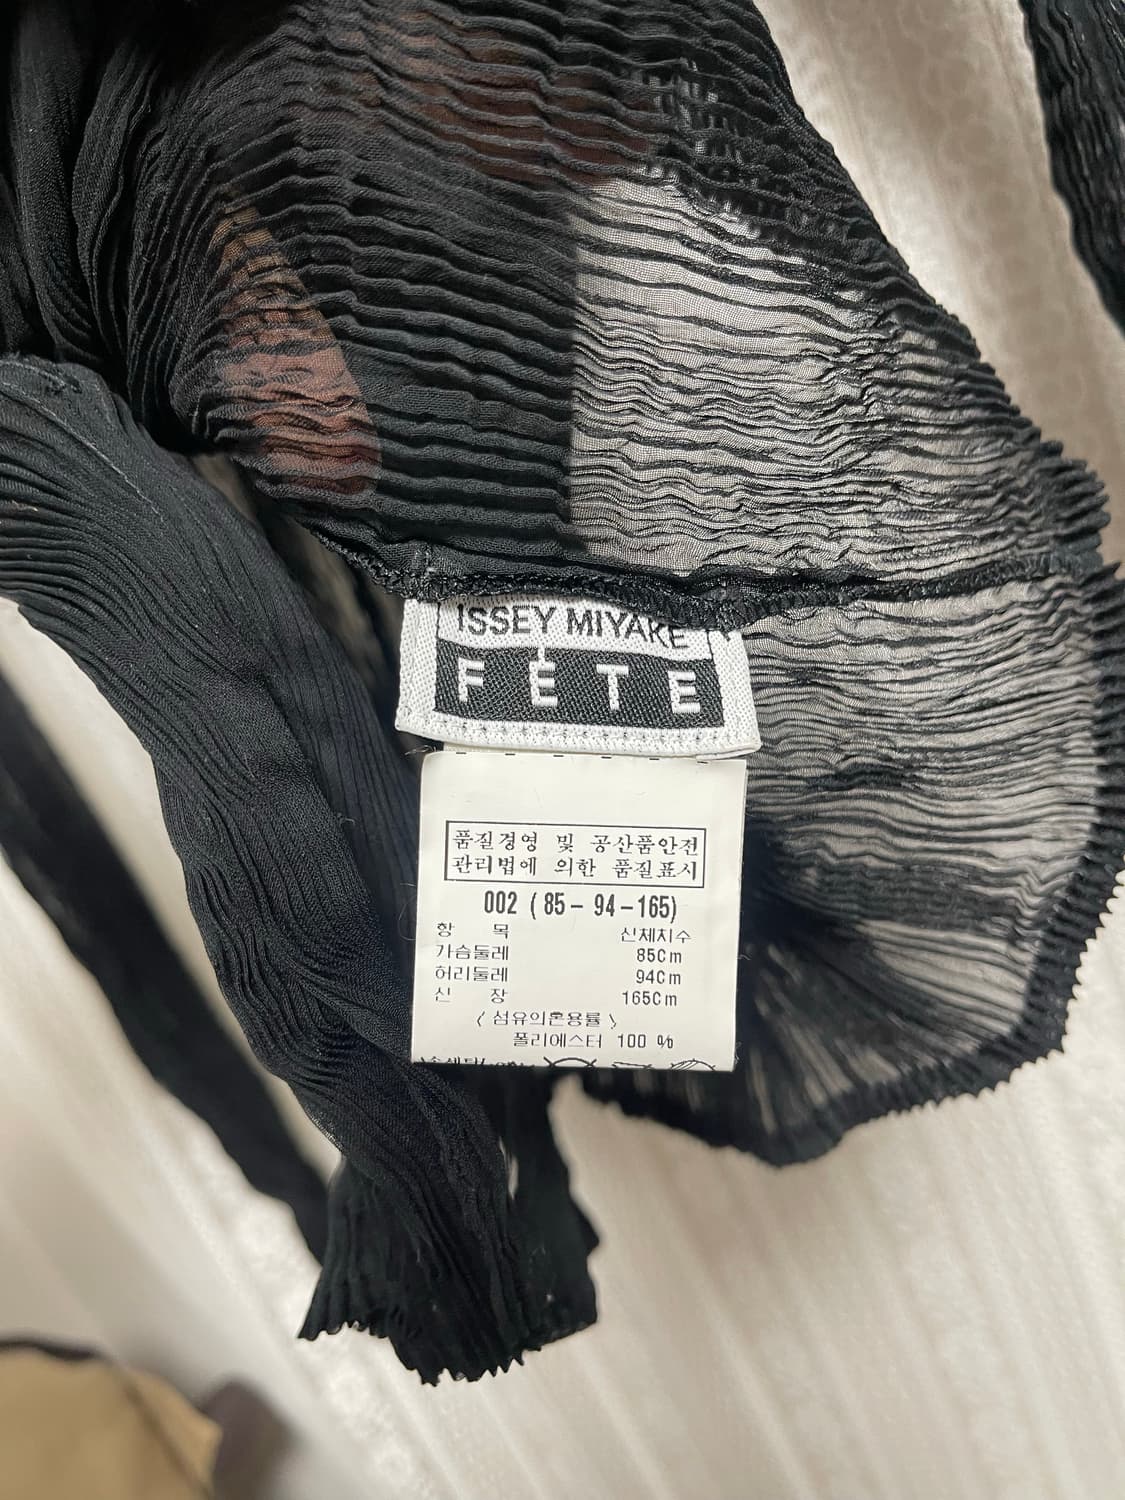 ISSEY MIYAKE
FÊTE
품질경영 및 공산품안전
관리법에 의한 품질표시
002 (85-94-165)
항 목 신체치수
가슴둘레 85Cm
허리둘레 94Cm
신 장 165Cm
〈 섬유의혼용률 〉
폴리에스터 100 %